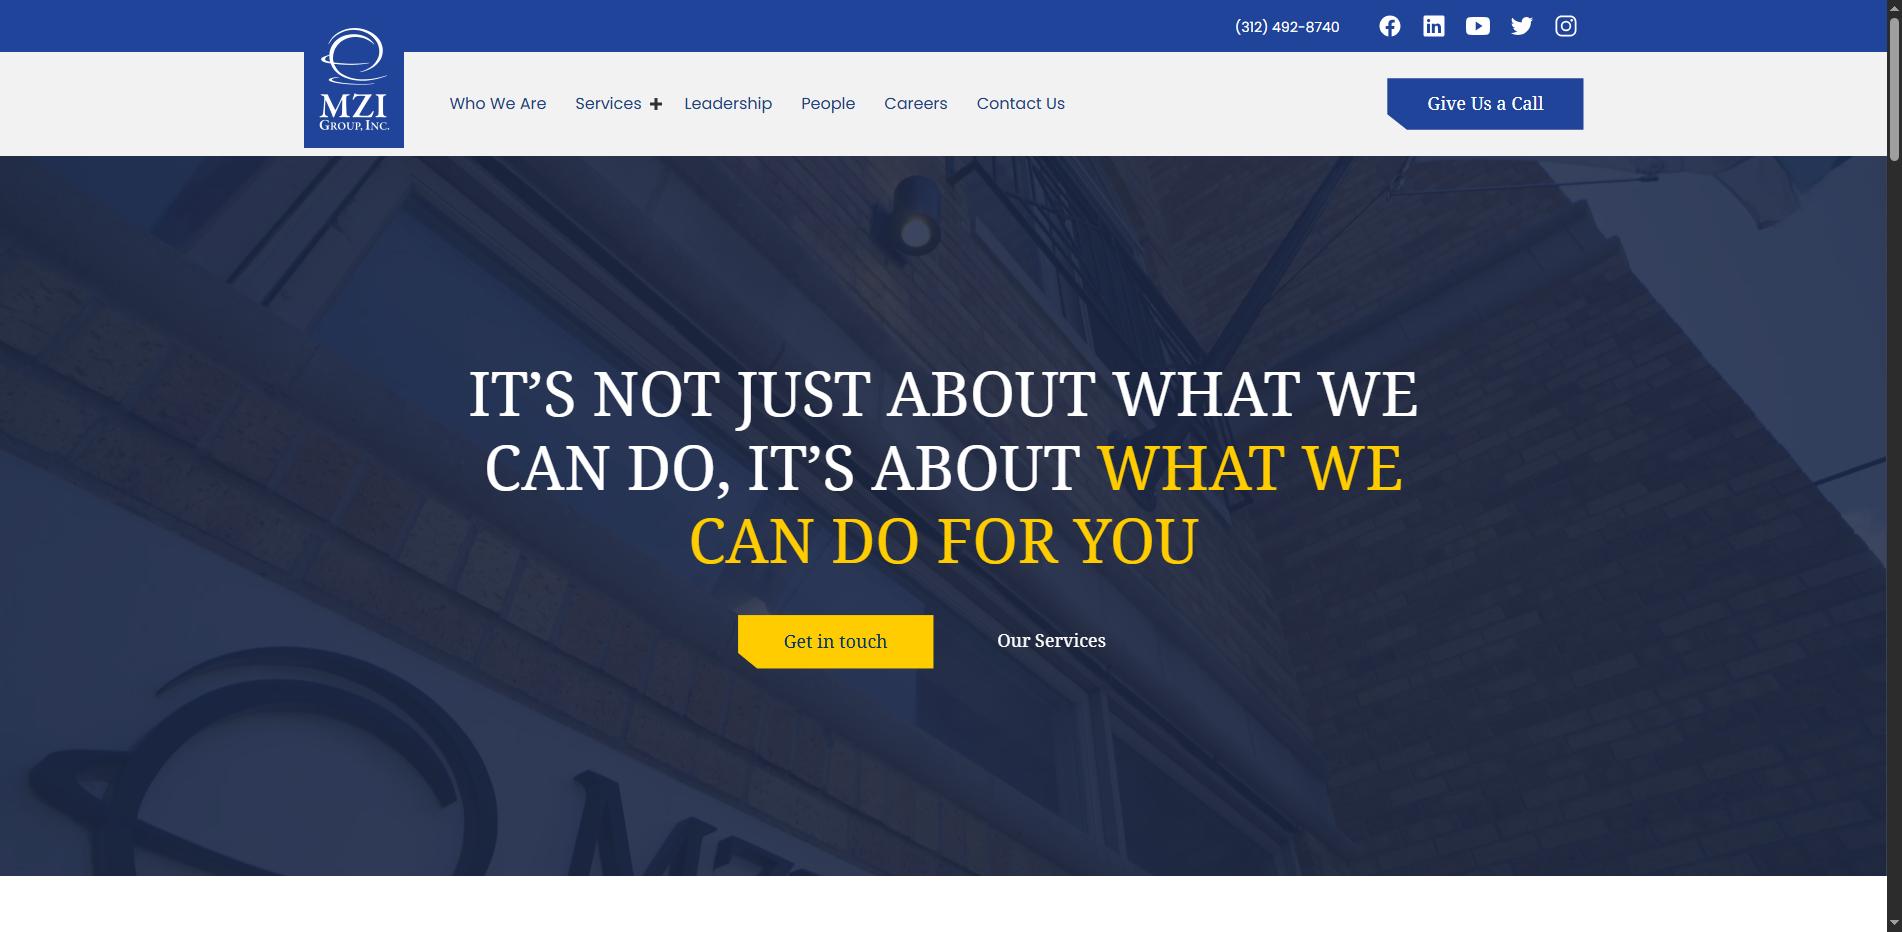 (312) 492-8740
MZI
GROUP, INC.
Who We Are
Services
Leadership
People
Careers
Contact Us
Give Us a Call
IT’S NOT JUST ABOUT WHAT WE
CAN DO, IT’S ABOUT WHAT WE
CAN DO FOR YOU
Get in touch
Our Services
MZ